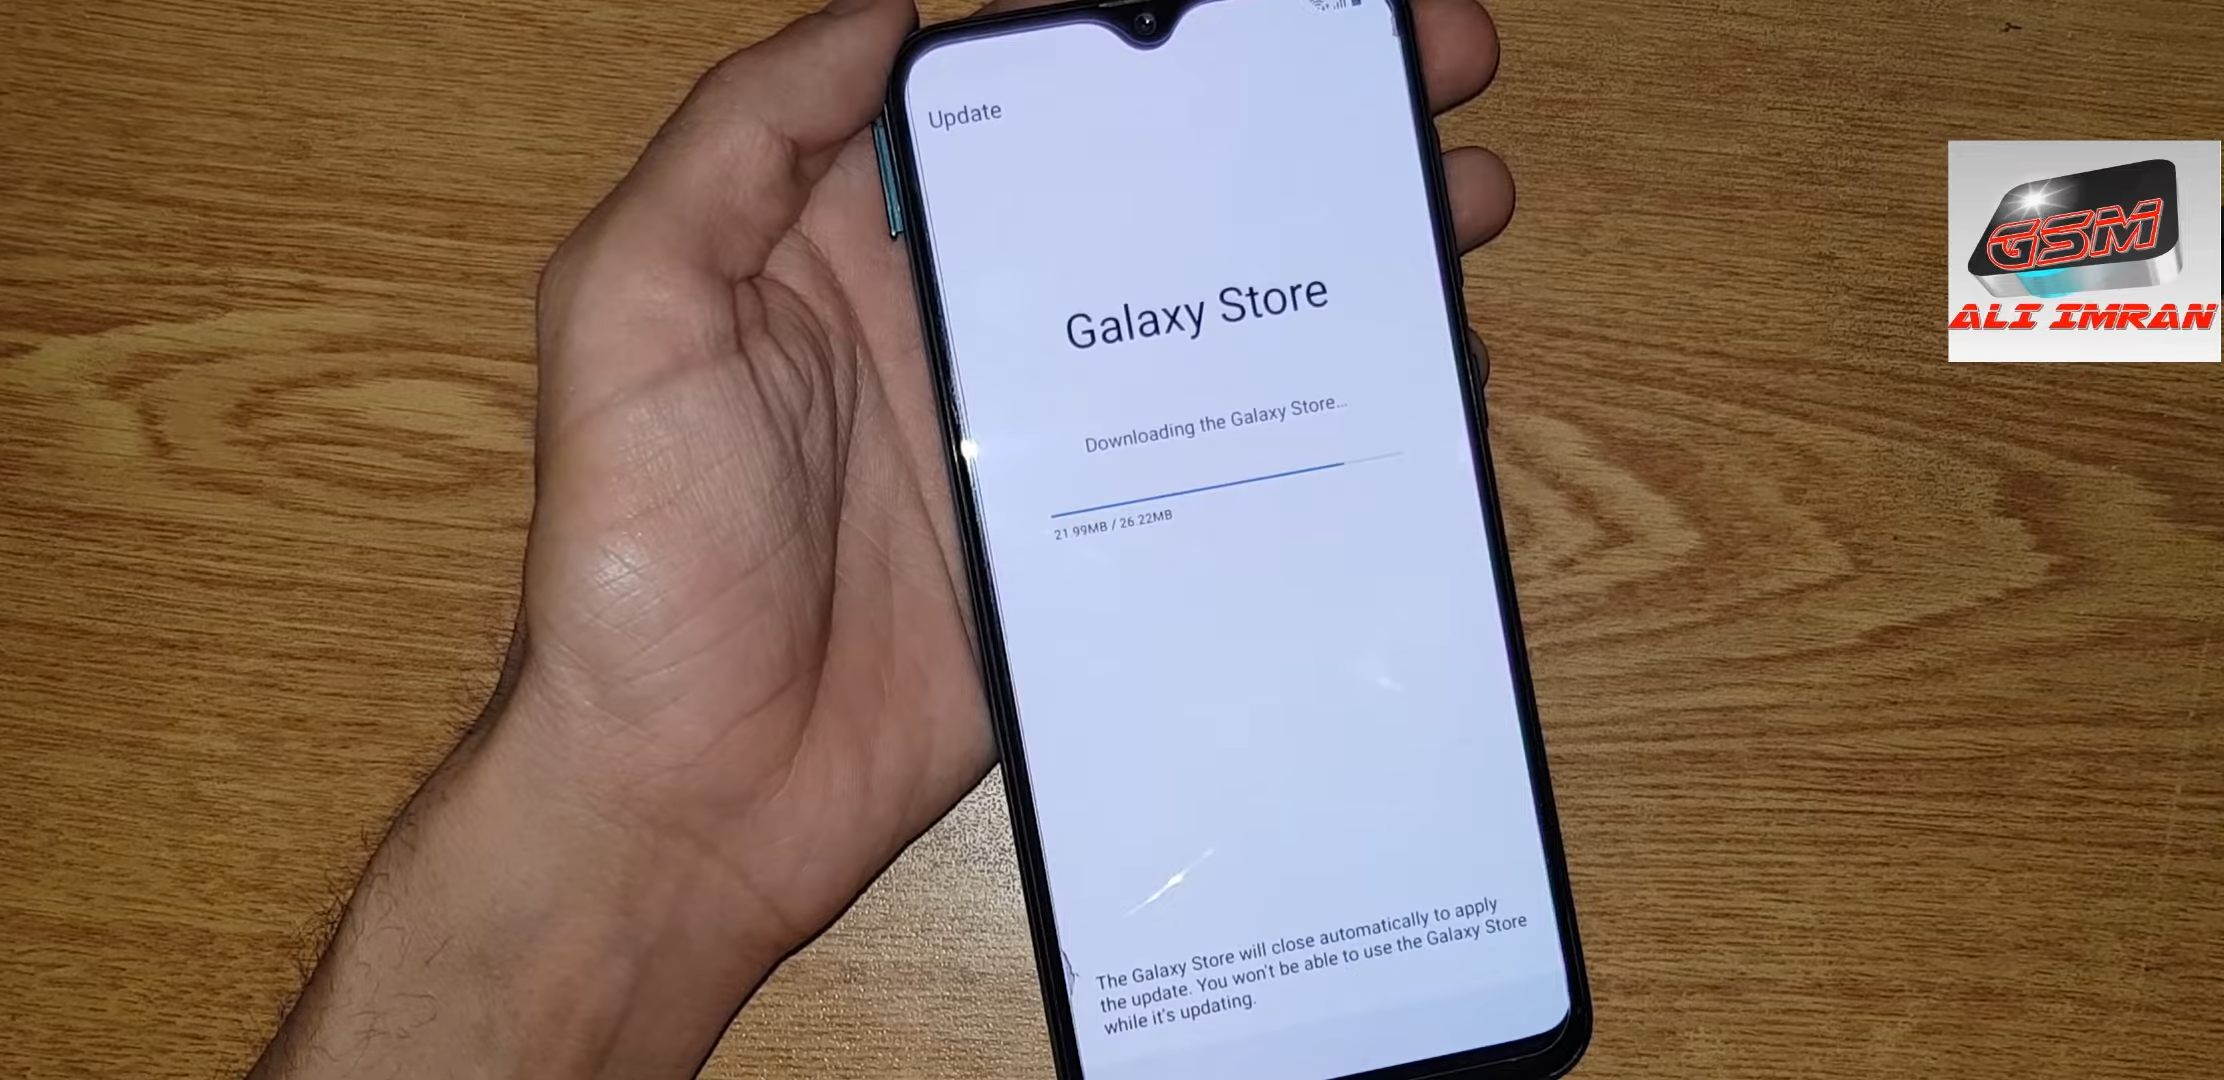 Update
Galaxy Store
Downloading the Galaxy Store...
21.99MB / 26.22MB
The Galaxy Store will close automatically to apply
the update. You won't be able to use the Galaxy Store
while it's updating.
GSM
ALI IMRAN